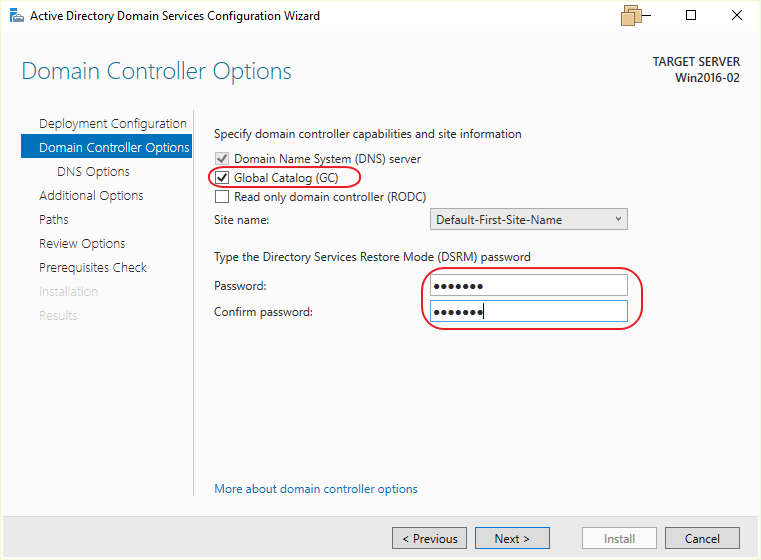 Active Directory Domain Services Configuration Wizard
Domain Controller Options
TARGET SERVER
Win2016-02
Deployment Configuration
Domain Controller Options
DNS Options
Additional Options
Paths
Review Options
Prerequisites Check
Installation
Results
Specify domain controller capabilities and site information
Domain Name System (DNS) server
Global Catalog (GC)
Read only domain controller (RODC)
Site name: Default-First-Site-Name
Type the Directory Services Restore Mode (DSRM) password
Password: ●●●●●●●
Confirm password: ●●●●●●●
More about domain controller options
< Previous Next > Install Cancel